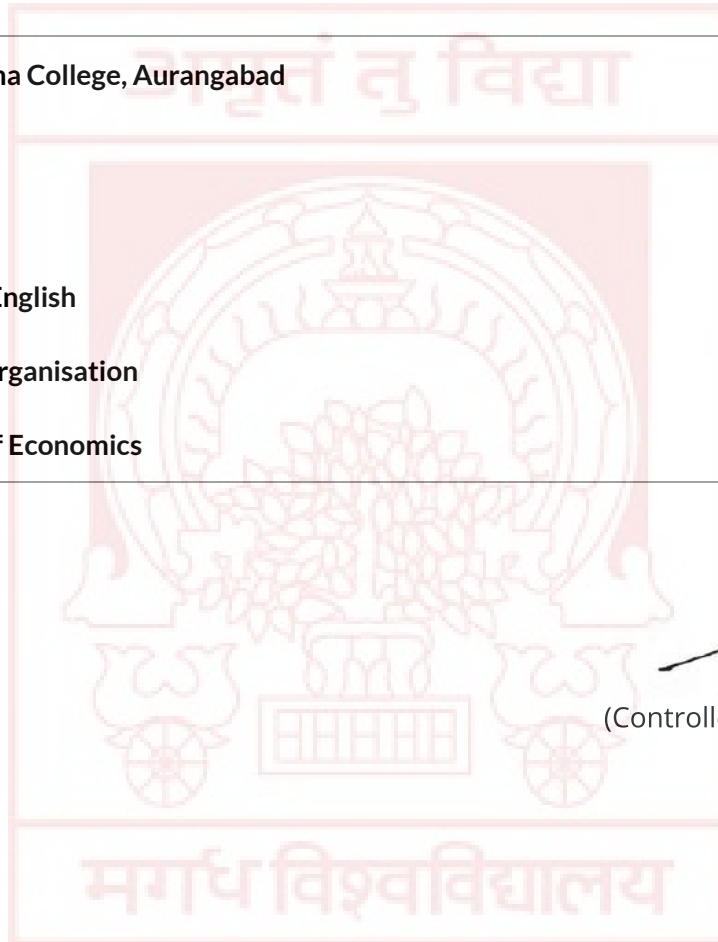 अमृतं तु विद्या
na College, Aurangabad
English
rganisation
f Economics
(Controll
मगध विश्वविद्यालय